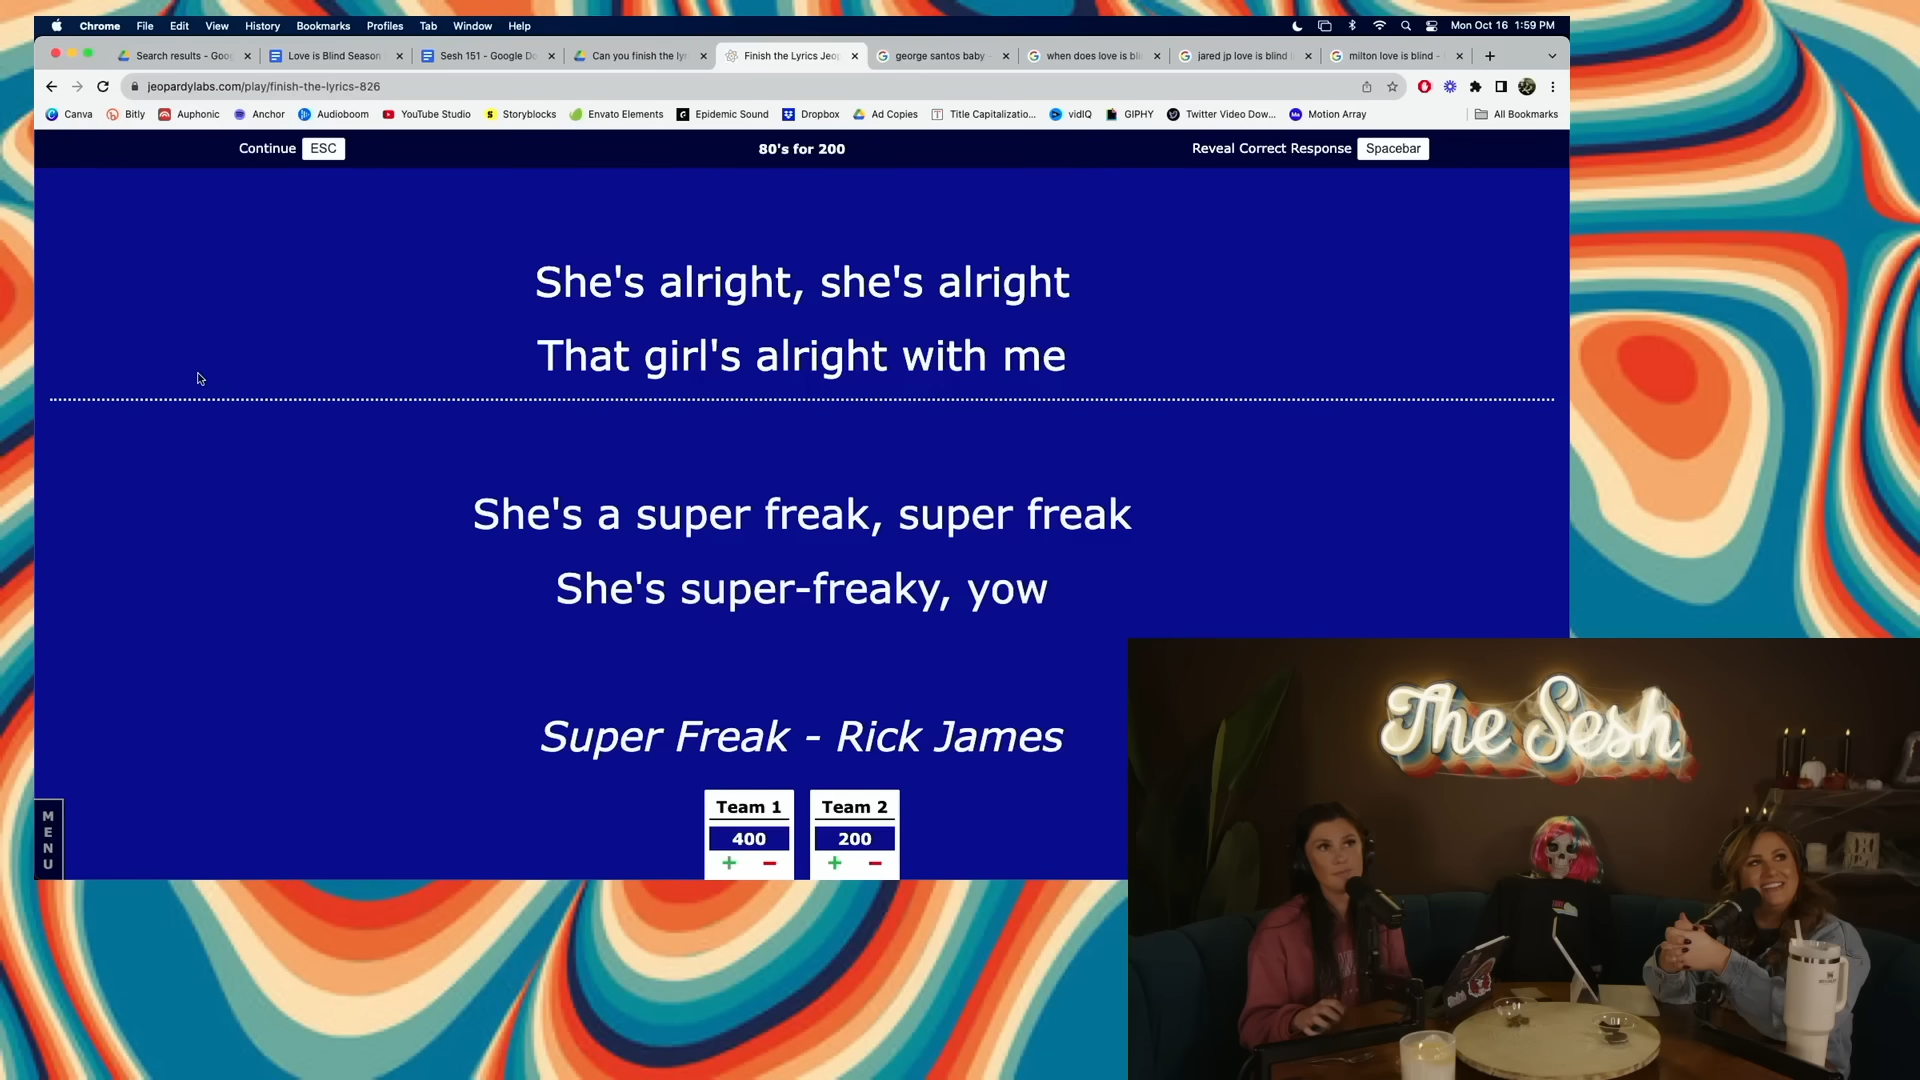 Chrome File Edit View History Bookmarks Profiles Tab Window Help Mon Oct 16 1:59 PM
Search results - Goo Love is Blind Season Sesh 151 - Google Do Can you finish the ly Finish the Lyrics Jeop george santos baby - when does love is bli jared jp love is blind milton love is blind -
jeopardylabs.com/play/finish-the-lyrics-826
Canva Bitly Auphonic Anchor Audioboom YouTube Studio Storyblocks Envato Elements Epidemic Sound Dropbox Ad Copies Title Capitalizatio... vidIQ GIPHY Twitter Video Dow... Motion Array All Bookmarks
Continue ESC 80's for 200 Reveal Correct Response Spacebar
She's alright, she's alright
That girl's alright with me
She's a super freak, super freak
She's super-freaky, yow
Super Freak - Rick James
MENU
Team 1 Team 2
400 200
+ − + −
The Sesh